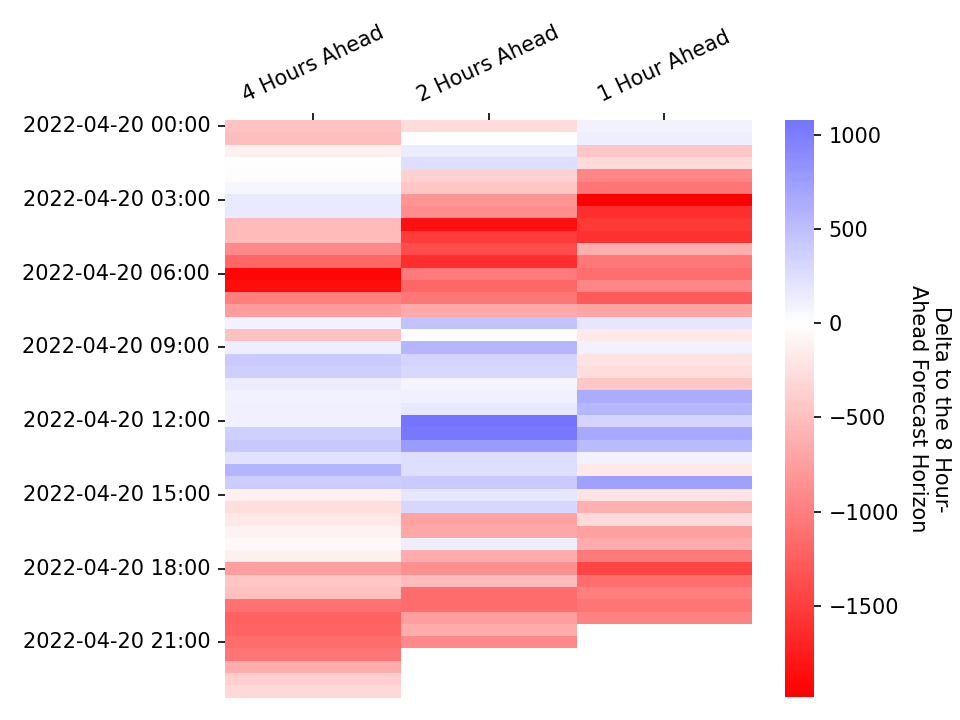 4 Hours Ahead
2 Hours Ahead
1 Hour Ahead
2022-04-20 00:00
2022-04-20 03:00
2022-04-20 06:00
2022-04-20 09:00
2022-04-20 12:00
2022-04-20 15:00
2022-04-20 18:00
2022-04-20 21:00
1000
500
0
−500
−1000
−1500
Delta to the 8 Hour-
Ahead Forecast Horizon